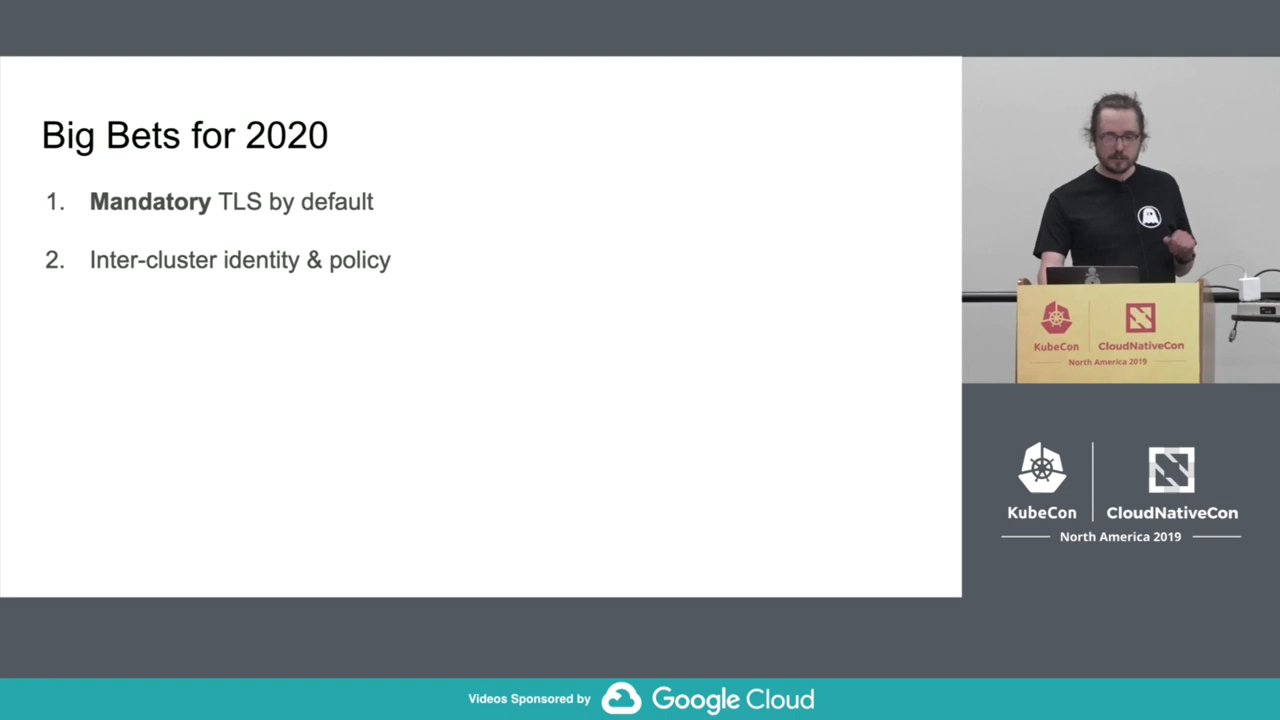 Big Bets for 2020
1. Mandatory TLS by default
2. Inter-cluster identity & policy
KubeCon
CloudNativeCon
North America 2019
KubeCon
CloudNativeCon
North America 2019
Videos Sponsored by Google Cloud